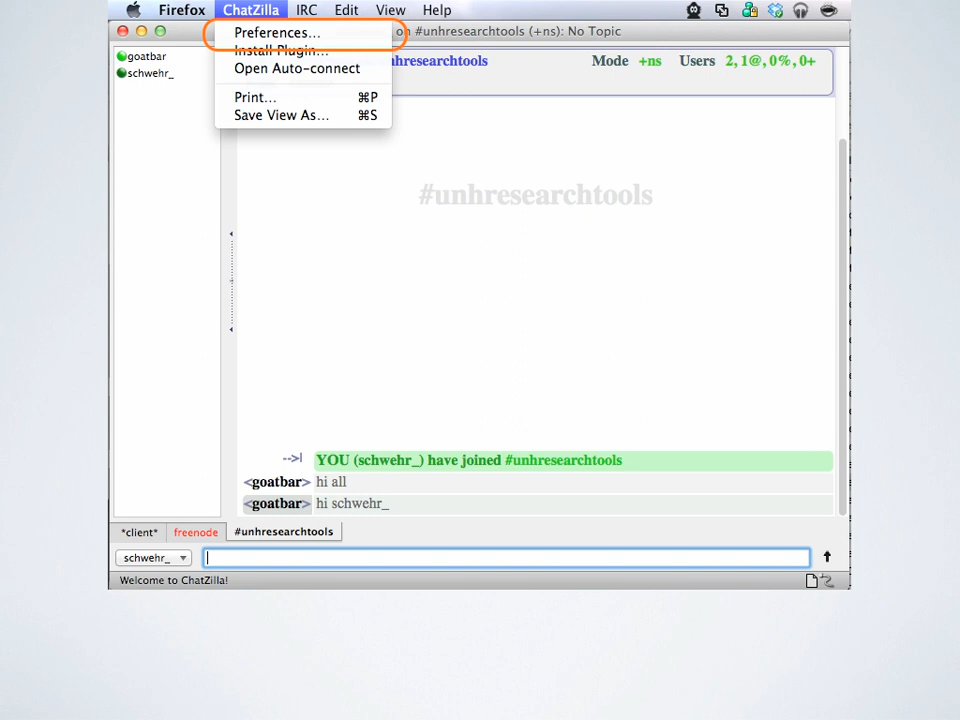 Firefox ChatZilla IRC Edit View Help
Preferences...
on #unhresearchtools (+ns): No Topic
goatbar
schwehr_
Install Plugin...
Open Auto-connect
Print... ⌘P
Save View As... ⌘S
Mode +ns Users 2, 1@, 0%, 0+
#unhresearchtools
-->| YOU (schwehr_) have joined #unhresearchtools
<goatbar> hi all
<goatbar> hi schwehr_
*client* freenode #unhresearchtools
schwehr_
Welcome to ChatZilla!